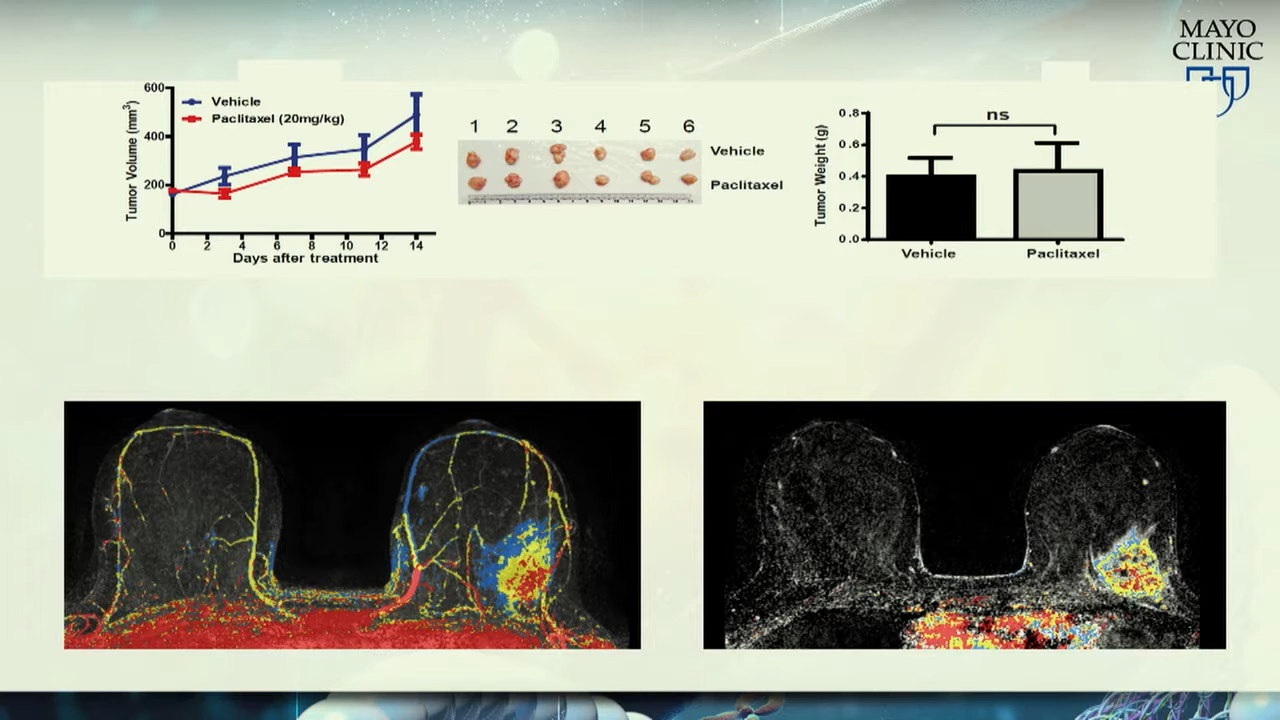 MAYO
CLINIC
Tumor Volume (mm³)
600
400
200
0
Vehicle
Paclitaxel (20mg/kg)
0 2 4 6 8 10 12 14
Days after treatment
1 2 3 4 5 6
Vehicle
Paclitaxel
Tumor Weight (g)
0.8
0.6
0.4
0.2
0.0
ns
Vehicle Paclitaxel